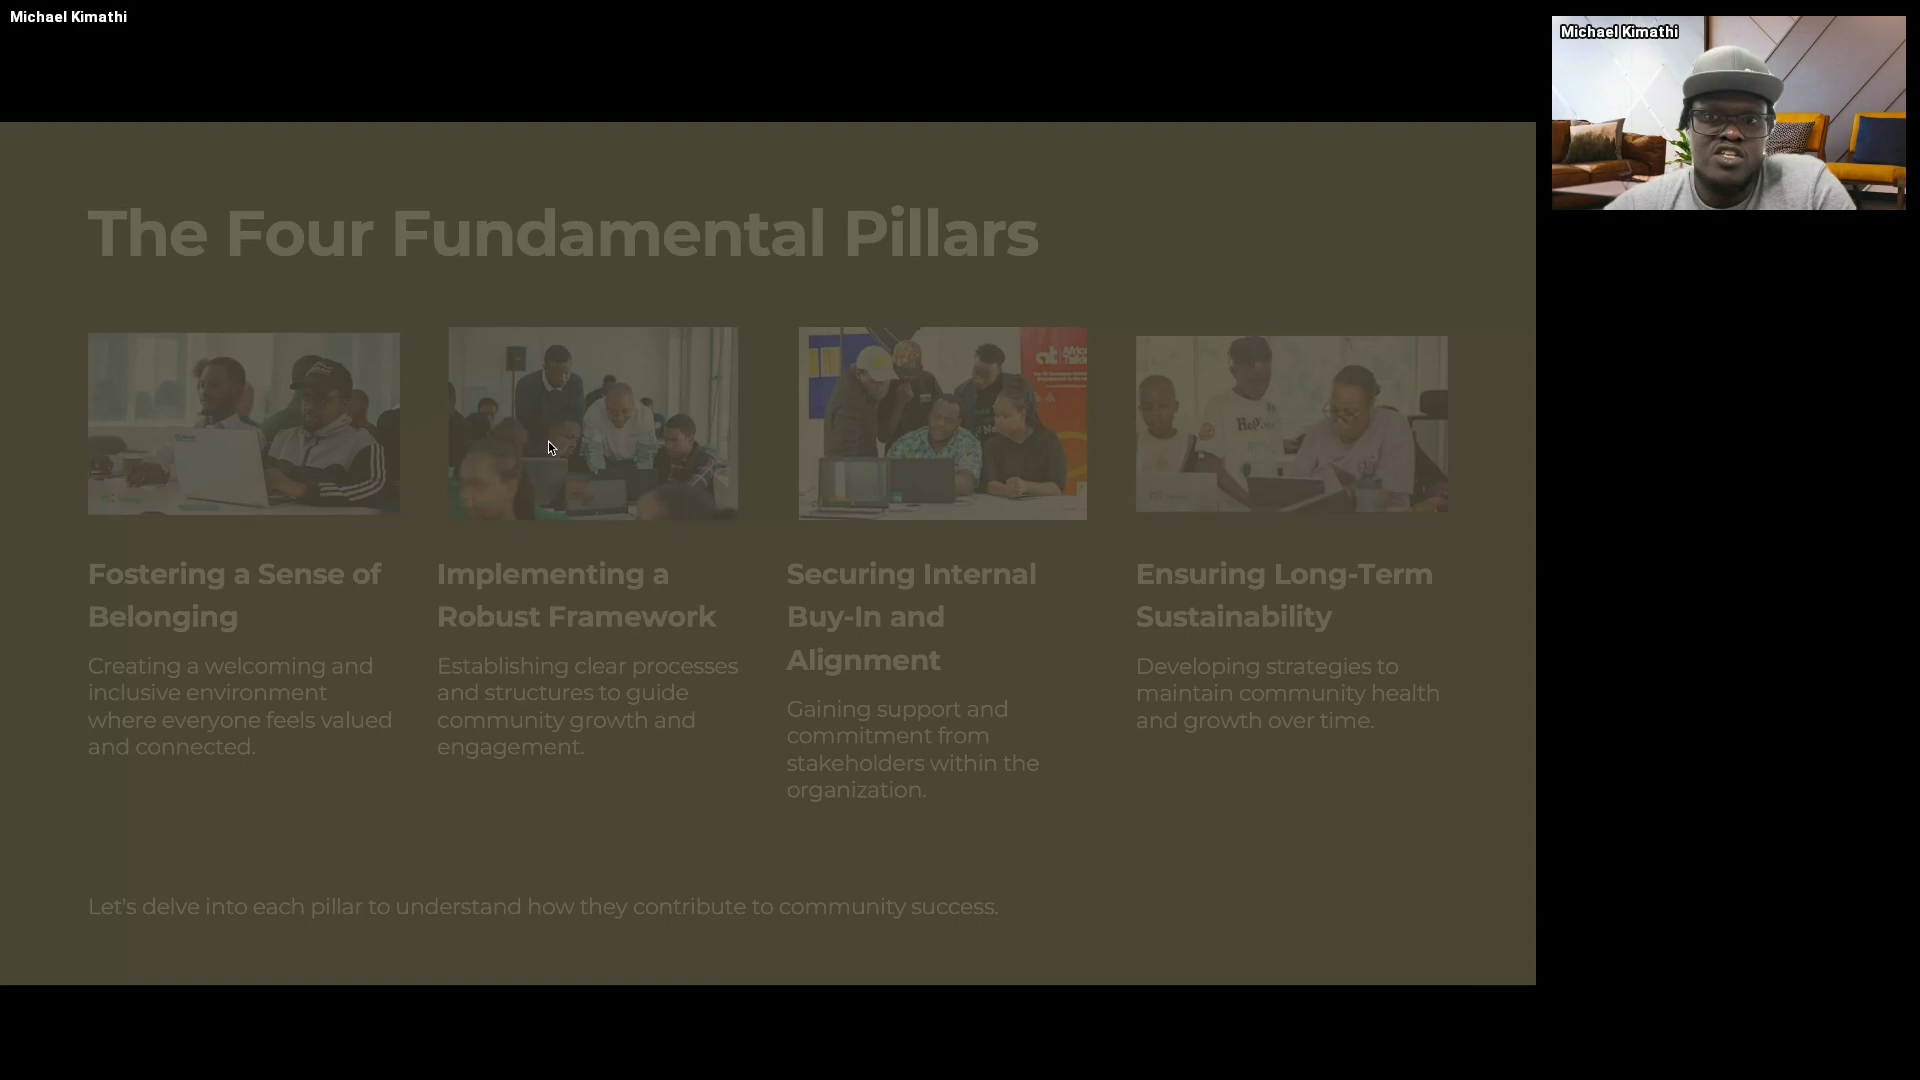 Michael Kimathi
Michael Kimathi
The Four Fundamental Pillars
Fostering a Sense of
Belonging
Creating a welcoming and
inclusive environment
where everyone feels valued
and connected.
Implementing a
Robust Framework
Establishing clear processes
and structures to guide
community growth and
engagement.
at
Securing Internal
Buy-In and
Alignment
Gaining support and
commitment from
stakeholders within the
organization.
Ensuring Long-Term
Sustainability
Developing strategies to
maintain community health
and growth over time.
Let's delve into each pillar to understand how they contribute to community success.